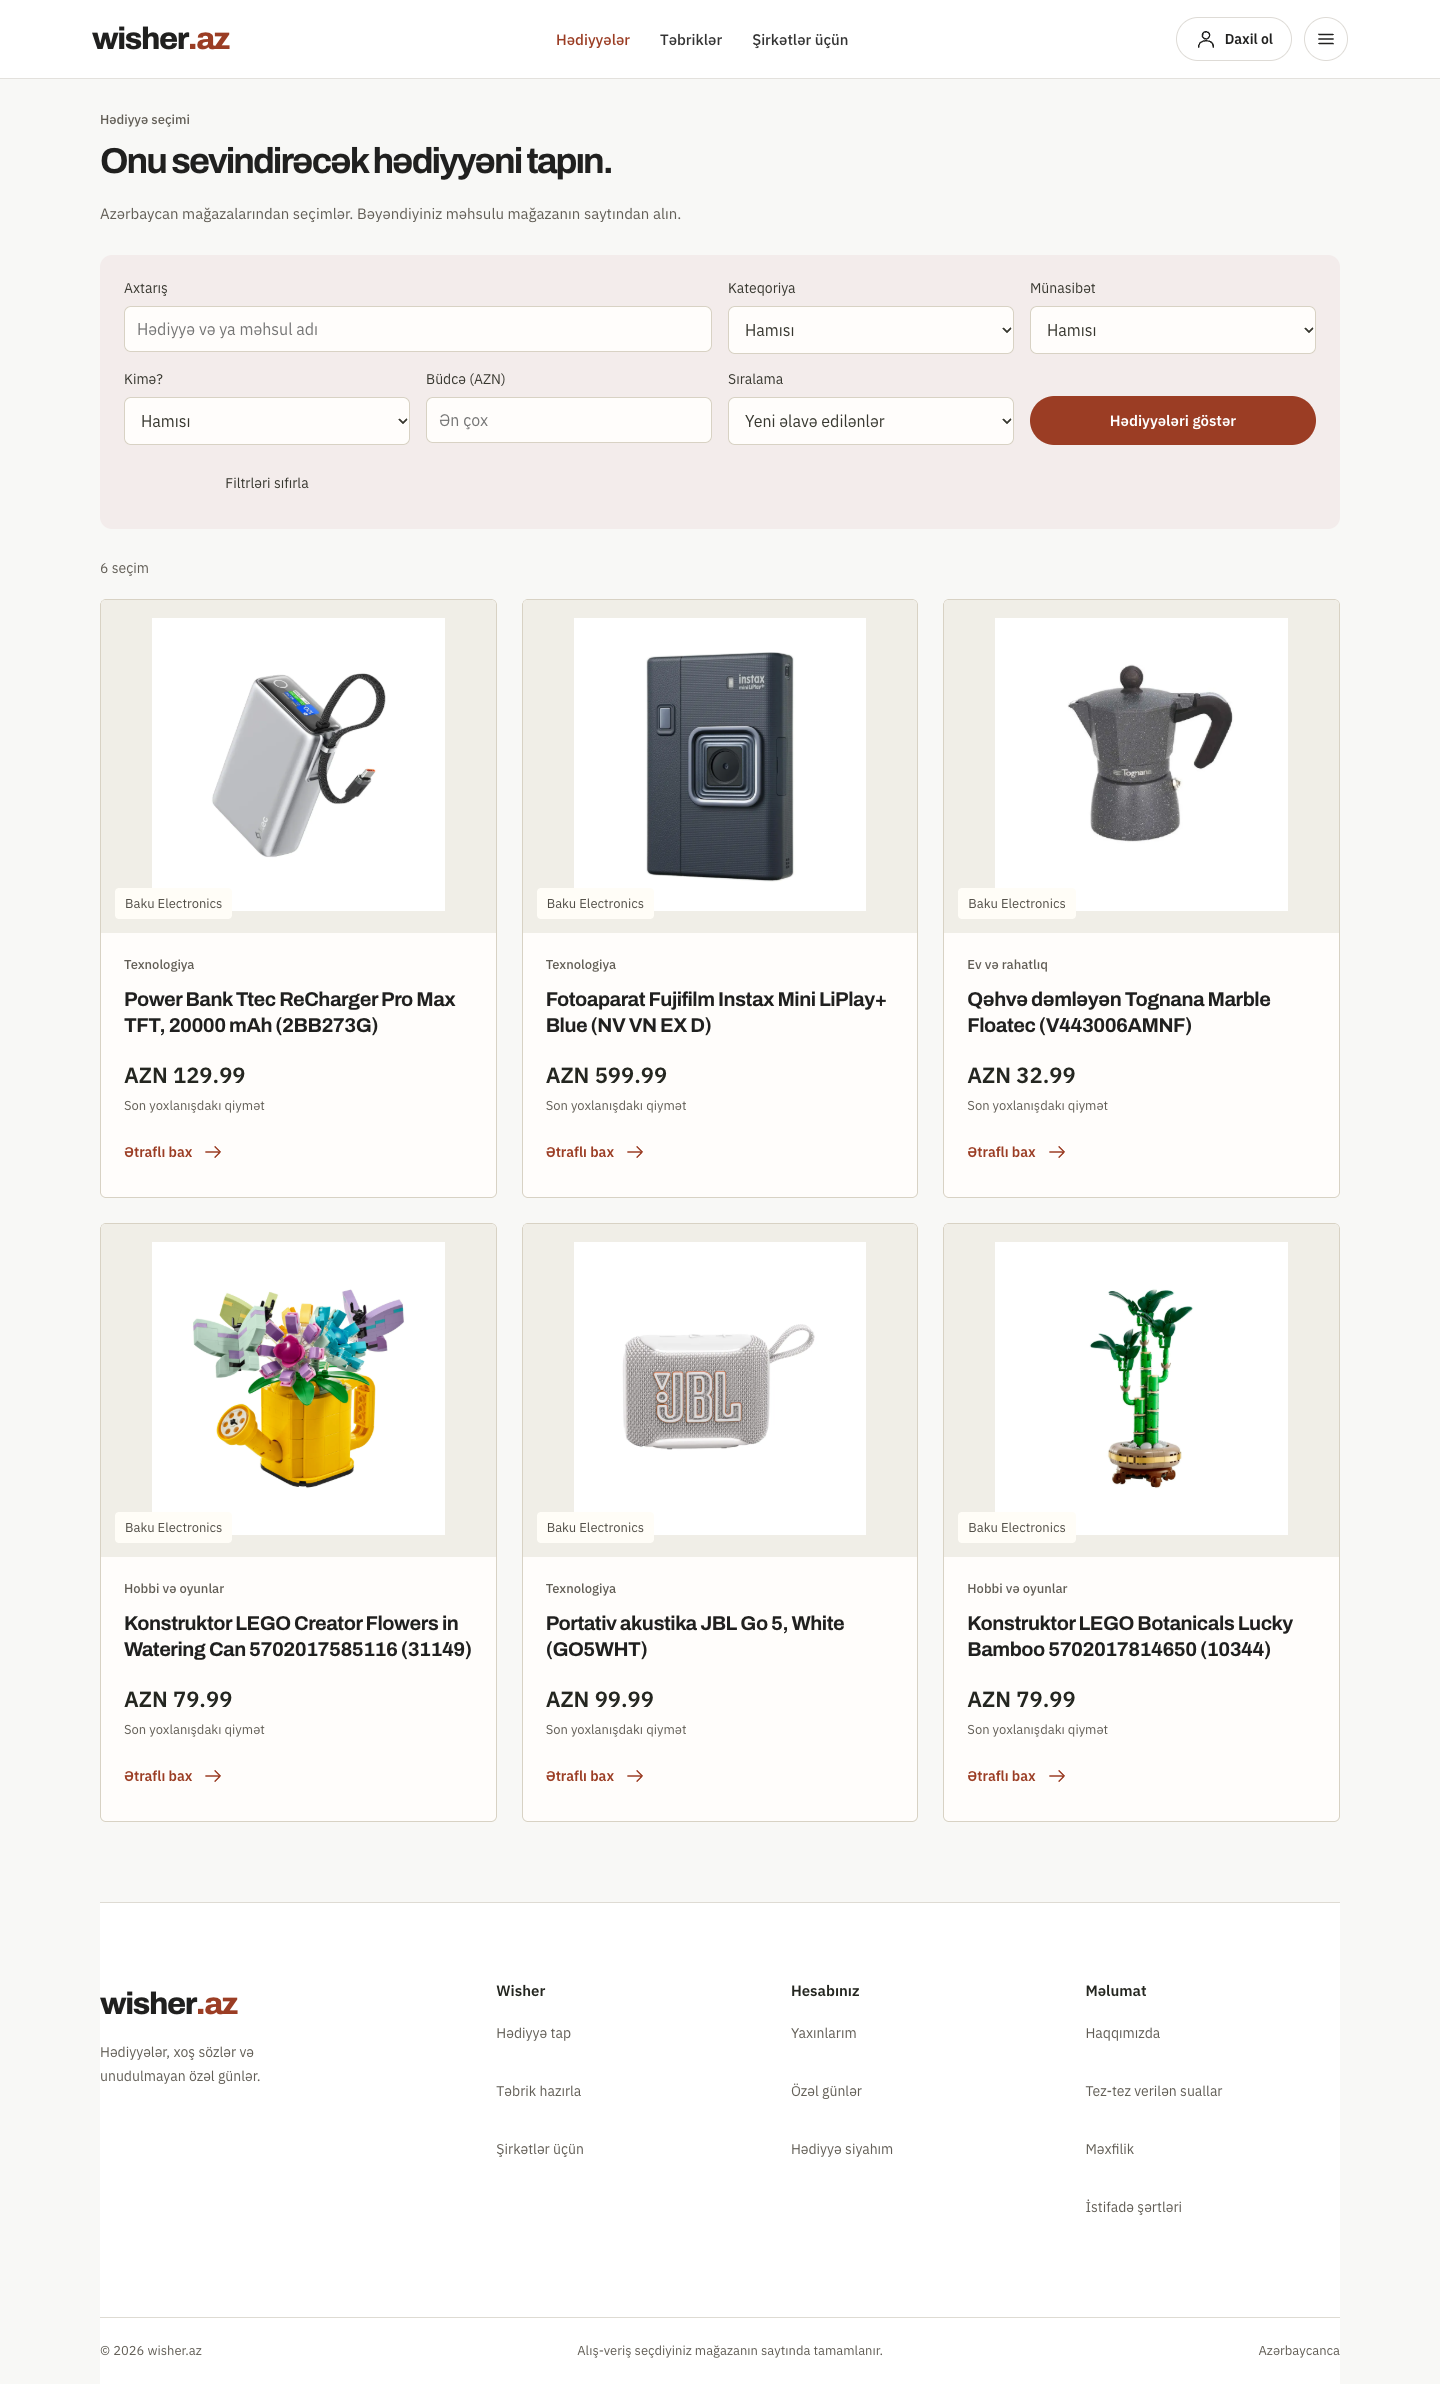 wisher.az
Hədiyyələr
Təbriklər
Şirkətlər üçün
Daxil ol
Hədiyyə seçimi
Onu sevindirəcək hədiyyəni tapın.
Azərbaycan mağazalarından seçimlər. Bəyəndiyiniz məhsulu mağazanın saytından alın.
Axtarış
Kateqoriya
Münasibət
Hədiyyə və ya məhsul adı
Hamısı
Hamısı
Kimə?
Büdcə (AZN)
Sıralama
Hamısı
Ən çox
Yeni əlavə edilənlər
Hədiyyələri göstər
Filtrləri sıfırla
6 seçim
Baku Electronics
Texnologiya
Power Bank Ttec ReCharger Pro Max
TFT, 20000 mAh (2BB273G)
AZN 129.99
Son yoxlanışdakı qiymət
Ətraflı bax
instax
mini LiPlay+
Baku Electronics
Texnologiya
Fotoaparat Fujifilm Instax Mini LiPlay+
Blue (NV VN EX D)
AZN 599.99
Son yoxlanışdakı qiymət
Ətraflı bax
Tognana
Baku Electronics
Ev və rahatlıq
Qəhvə dəmləyən Tognana Marble
Floatec (V443006AMNF)
AZN 32.99
Son yoxlanışdakı qiymət
Ətraflı bax
Baku Electronics
Hobbi və oyunlar
Konstruktor LEGO Creator Flowers in
Watering Can 5702017585116 (31149)
AZN 79.99
Son yoxlanışdakı qiymət
Ətraflı bax
JBL
Baku Electronics
Texnologiya
Portativ akustika JBL Go 5, White
(GO5WHT)
AZN 99.99
Son yoxlanışdakı qiymət
Ətraflı bax
Baku Electronics
Hobbi və oyunlar
Konstruktor LEGO Botanicals Lucky
Bamboo 5702017814650 (10344)
AZN 79.99
Son yoxlanışdakı qiymət
Ətraflı bax
wisher.az
Hədiyyələr, xoş sözlər və
unudulmayan özəl günlər.
Wisher
Hədiyyə tap
Təbrik hazırla
Şirkətlər üçün
Hesabınız
Yaxınlarım
Özəl günlər
Hədiyyə siyahım
Məlumat
Haqqımızda
Tez-tez verilən suallar
Məxfilik
İstifadə şərtləri
© 2026 wisher.az
Alış-veriş seçdiyiniz mağazanın saytında tamamlanır.
Azərbaycanca